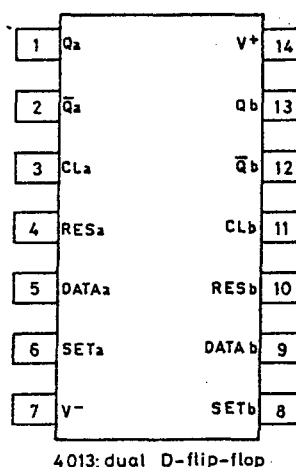 1 Qa V+ 14
2 Q̅a Qb 13
3 CLa Q̅b 12
4 RESa CLb 11
5 DATAa RESb 10
6 SETa DATAb 9
7 V− SETb 8
4013: dual D-flip-flop